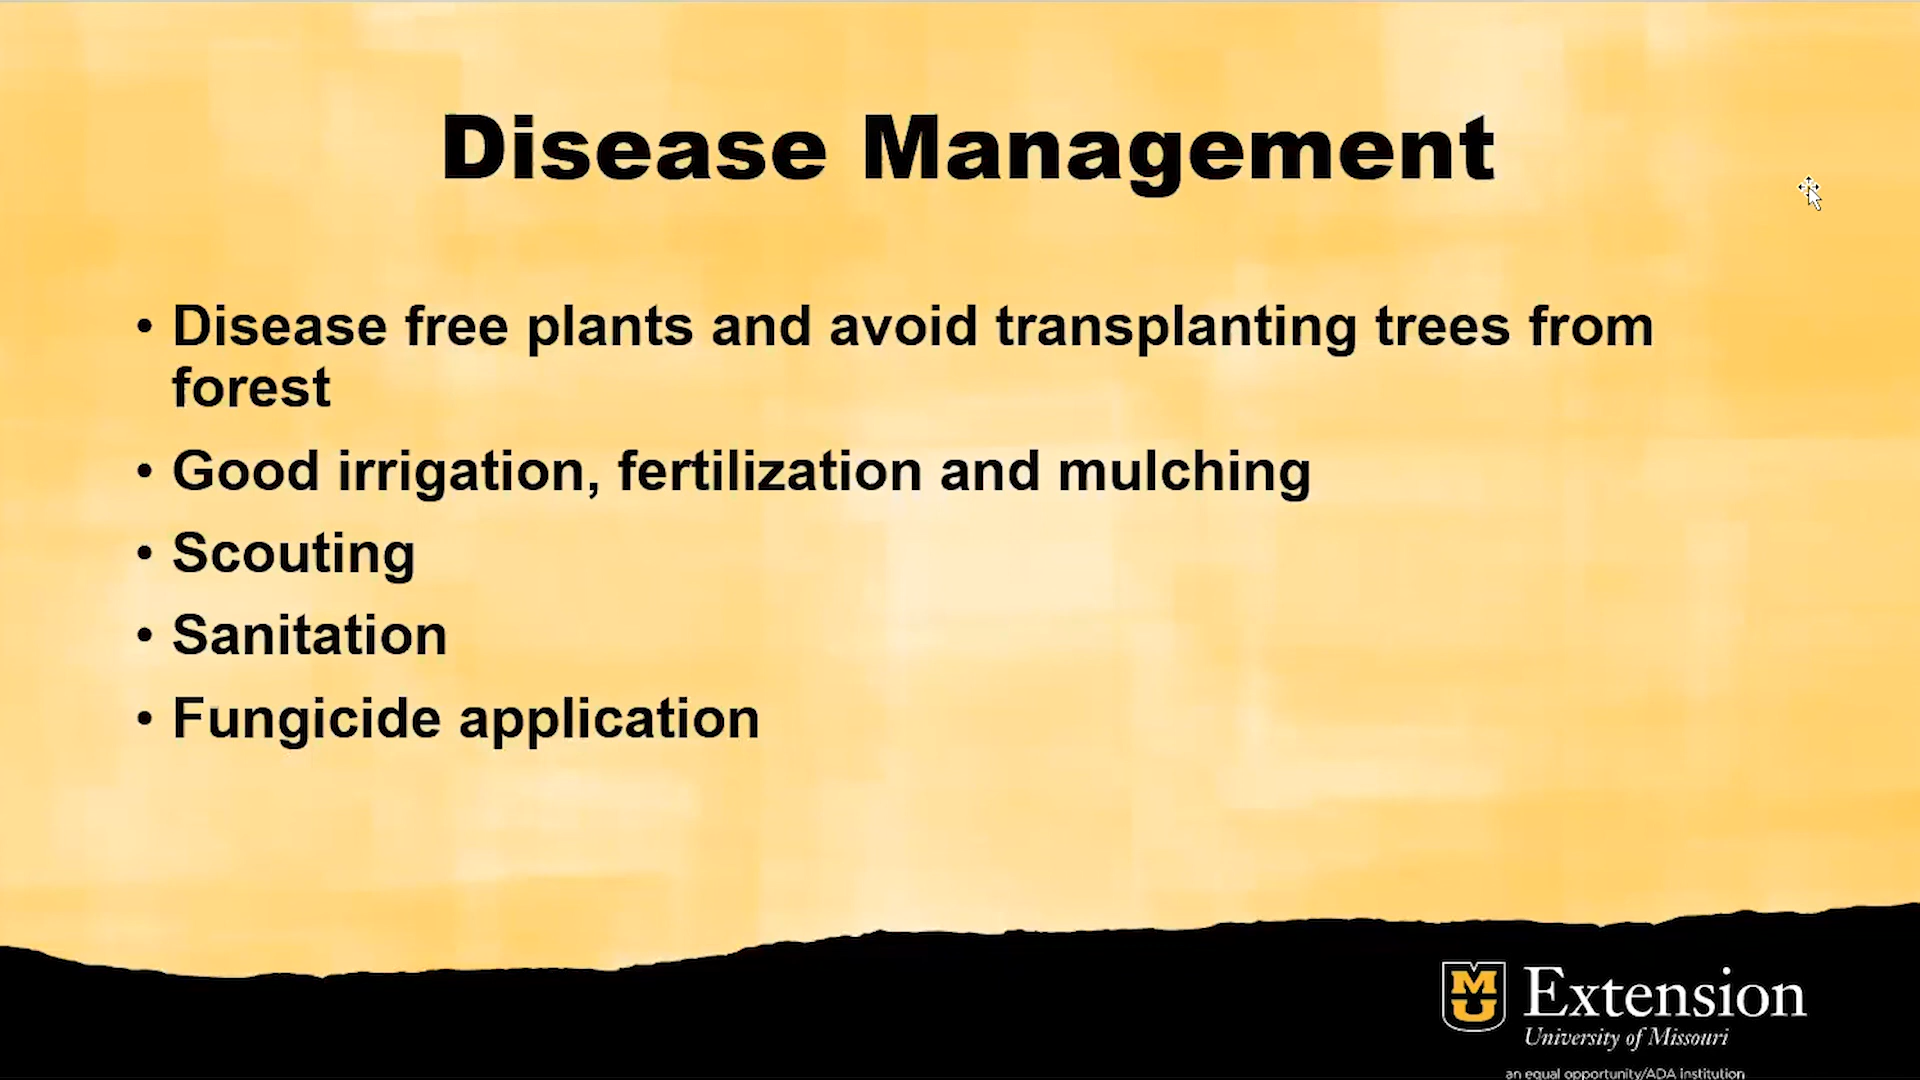 Disease Management
• Disease free plants and avoid transplanting trees from
forest
• Good irrigation, fertilization and mulching
• Scouting
• Sanitation
• Fungicide application
MU
Extension
University of Missouri
an equal opportunity/ADA institution